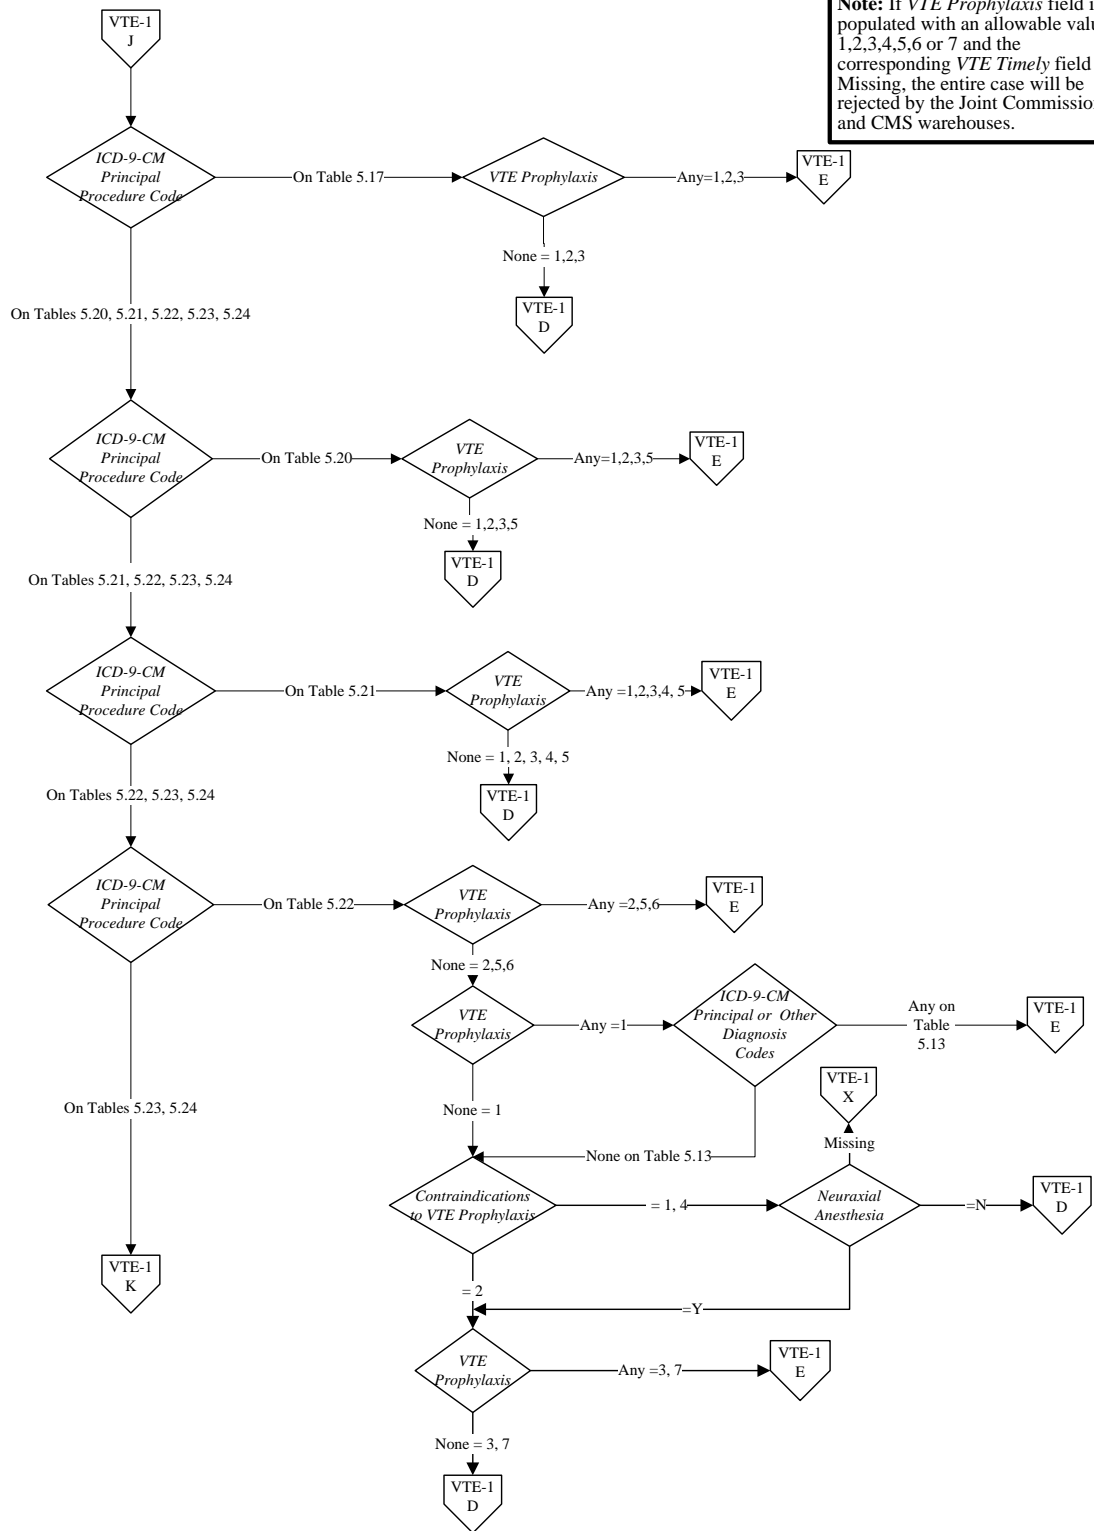 Note: If VTE Prophylaxis field
populated with an allowable
1,2,3,4,5,6 or 7 and the
corresponding VTE Timely field
Missing, the entire case will be
rejected by the Joint
and CMS warehouses.
VTE-1
J
ICD-9-CM
Principal
Procedure Code
On Table 5.17
VTE Prophylaxis
Any=1,2,3
VTE-1
E
None = 1,2,3
VTE-1
D
On Tables 5.20, 5.21, 5.22, 5.23, 5.24
ICD-9-CM
Principal
Procedure Code
On Table 5.20
VTE
Prophylaxis
Any=1,2,3,5
VTE-1
E
None = 1,2,3,5
VTE-1
D
On Tables 5.21, 5.22, 5.23, 5.24
ICD-9-CM
Principal
Procedure Code
On Table 5.21
VTE
Prophylaxis
Any =1,2,3,4, 5
VTE-1
E
None = 1, 2, 3, 4, 5
VTE-1
D
On Tables 5.22, 5.23, 5.24
ICD-9-CM
Principal
Procedure Code
On Table 5.22
VTE
Prophylaxis
Any =2,5,6
VTE-1
E
None = 2,5,6
VTE
Prophylaxis
Any =1
ICD-9-CM
Principal or Other
Diagnosis
Codes
Any on
Table
5.13
VTE-1
E
On Tables 5.23, 5.24
None = 1
None on Table 5.13
VTE-1
X
Missing
Contraindications
to VTE Prophylaxis
= 1, 4
Neuraxial
Anesthesia
=N
VTE-1
D
VTE-1
K
= 2
=Y
VTE
Prophylaxis
Any =3, 7
VTE-1
E
None = 3, 7
VTE-1
D